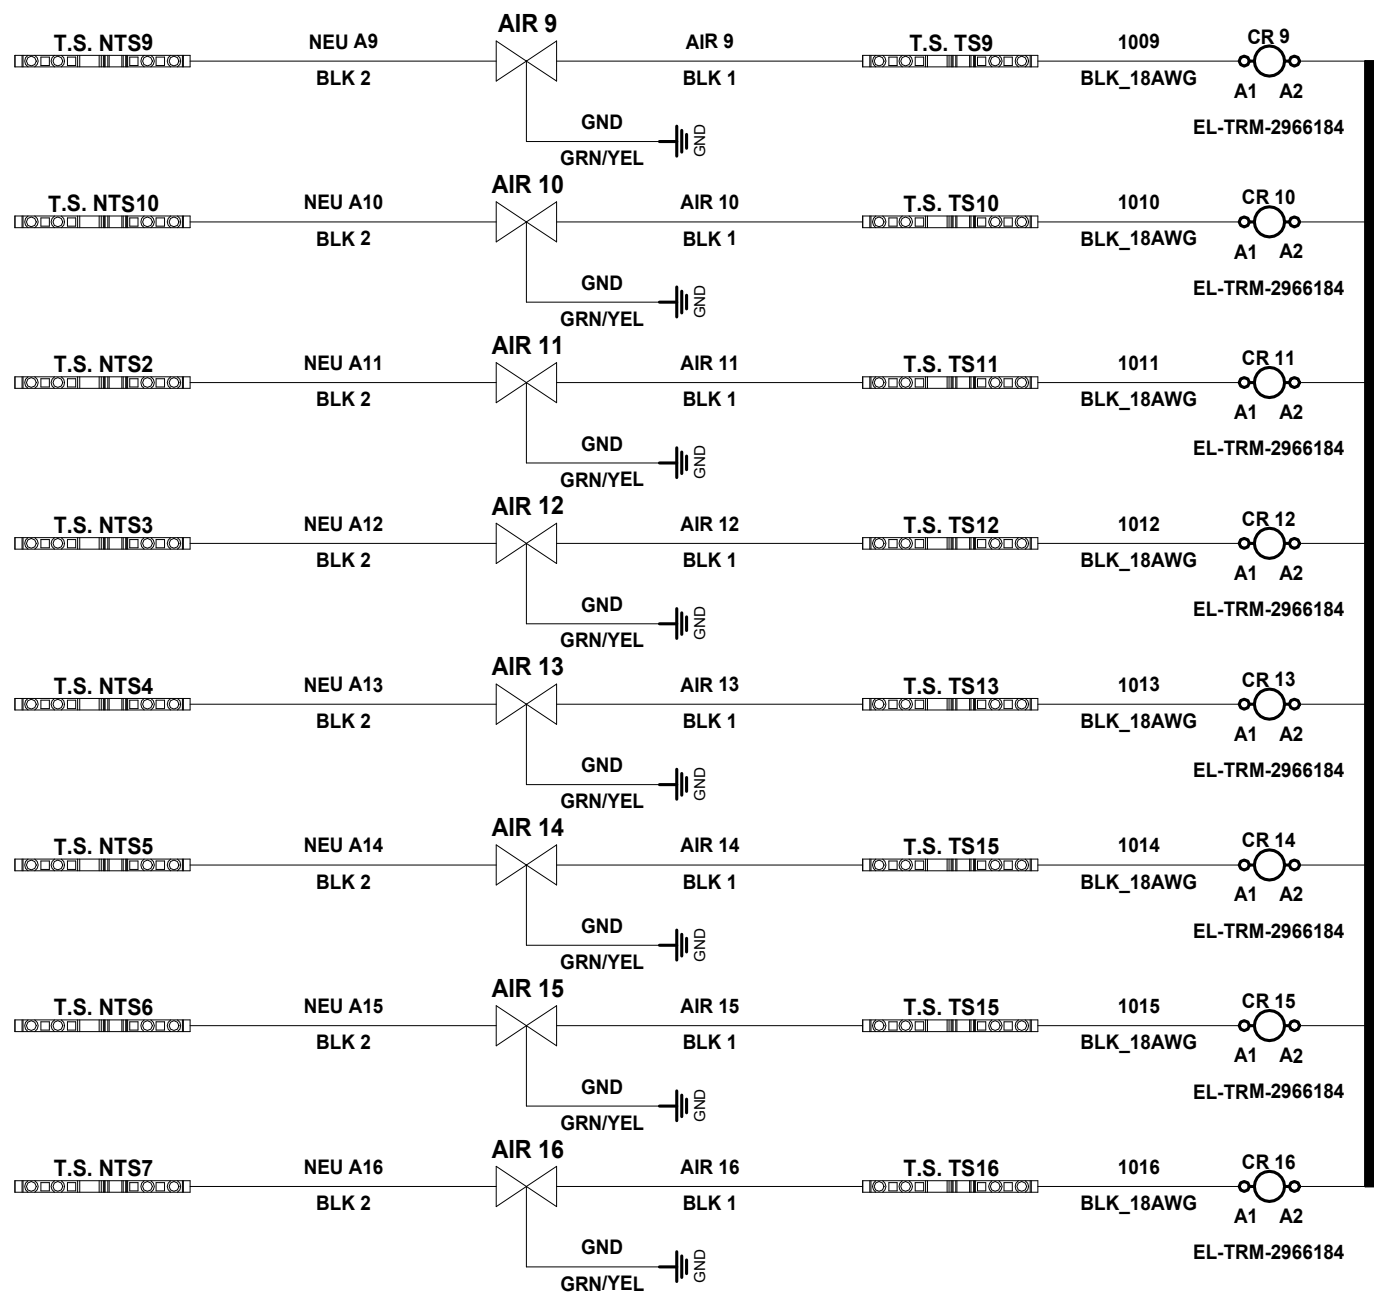 AIR 9
T.S. NTS9 NEU A9 AIR 9 T.S. TS9 1009 CR 9
BLK 2 BLK 1 BLK_18AWG A1 A2
GND EL-TRM-2966184
GND
GRN/YEL
AIR 10
T.S. NTS10 NEU A10 AIR 10 T.S. TS10 1010 CR 10
BLK 2 BLK 1 BLK_18AWG A1 A2
GND EL-TRM-2966184
GND
GRN/YEL
AIR 11
T.S. NTS2 NEU A11 AIR 11 T.S. TS11 1011 CR 11
BLK 2 BLK 1 BLK_18AWG A1 A2
GND EL-TRM-2966184
GND
GRN/YEL
AIR 12
T.S. NTS3 NEU A12 AIR 12 T.S. TS12 1012 CR 12
BLK 2 BLK 1 BLK_18AWG A1 A2
GND EL-TRM-2966184
GND
GRN/YEL
AIR 13
T.S. NTS4 NEU A13 AIR 13 T.S. TS13 1013 CR 13
BLK 2 BLK 1 BLK_18AWG A1 A2
GND EL-TRM-2966184
GND
GRN/YEL
AIR 14
T.S. NTS5 NEU A14 AIR 14 T.S. TS15 1014 CR 14
BLK 2 BLK 1 BLK_18AWG A1 A2
GND EL-TRM-2966184
GND
GRN/YEL
AIR 15
T.S. NTS6 NEU A15 AIR 15 T.S. TS15 1015 CR 15
BLK 2 BLK 1 BLK_18AWG A1 A2
GND EL-TRM-2966184
GND
GRN/YEL
AIR 16
T.S. NTS7 NEU A16 AIR 16 T.S. TS16 1016 CR 16
BLK 2 BLK 1 BLK_18AWG A1 A2
GND EL-TRM-2966184
GND
GRN/YEL